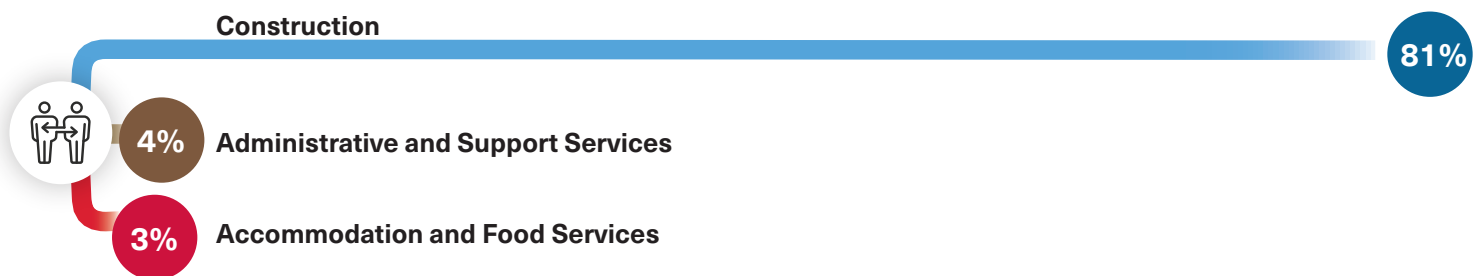 Construction
81%
4%
Administrative and Support Services
3%
Accommodation and Food Services